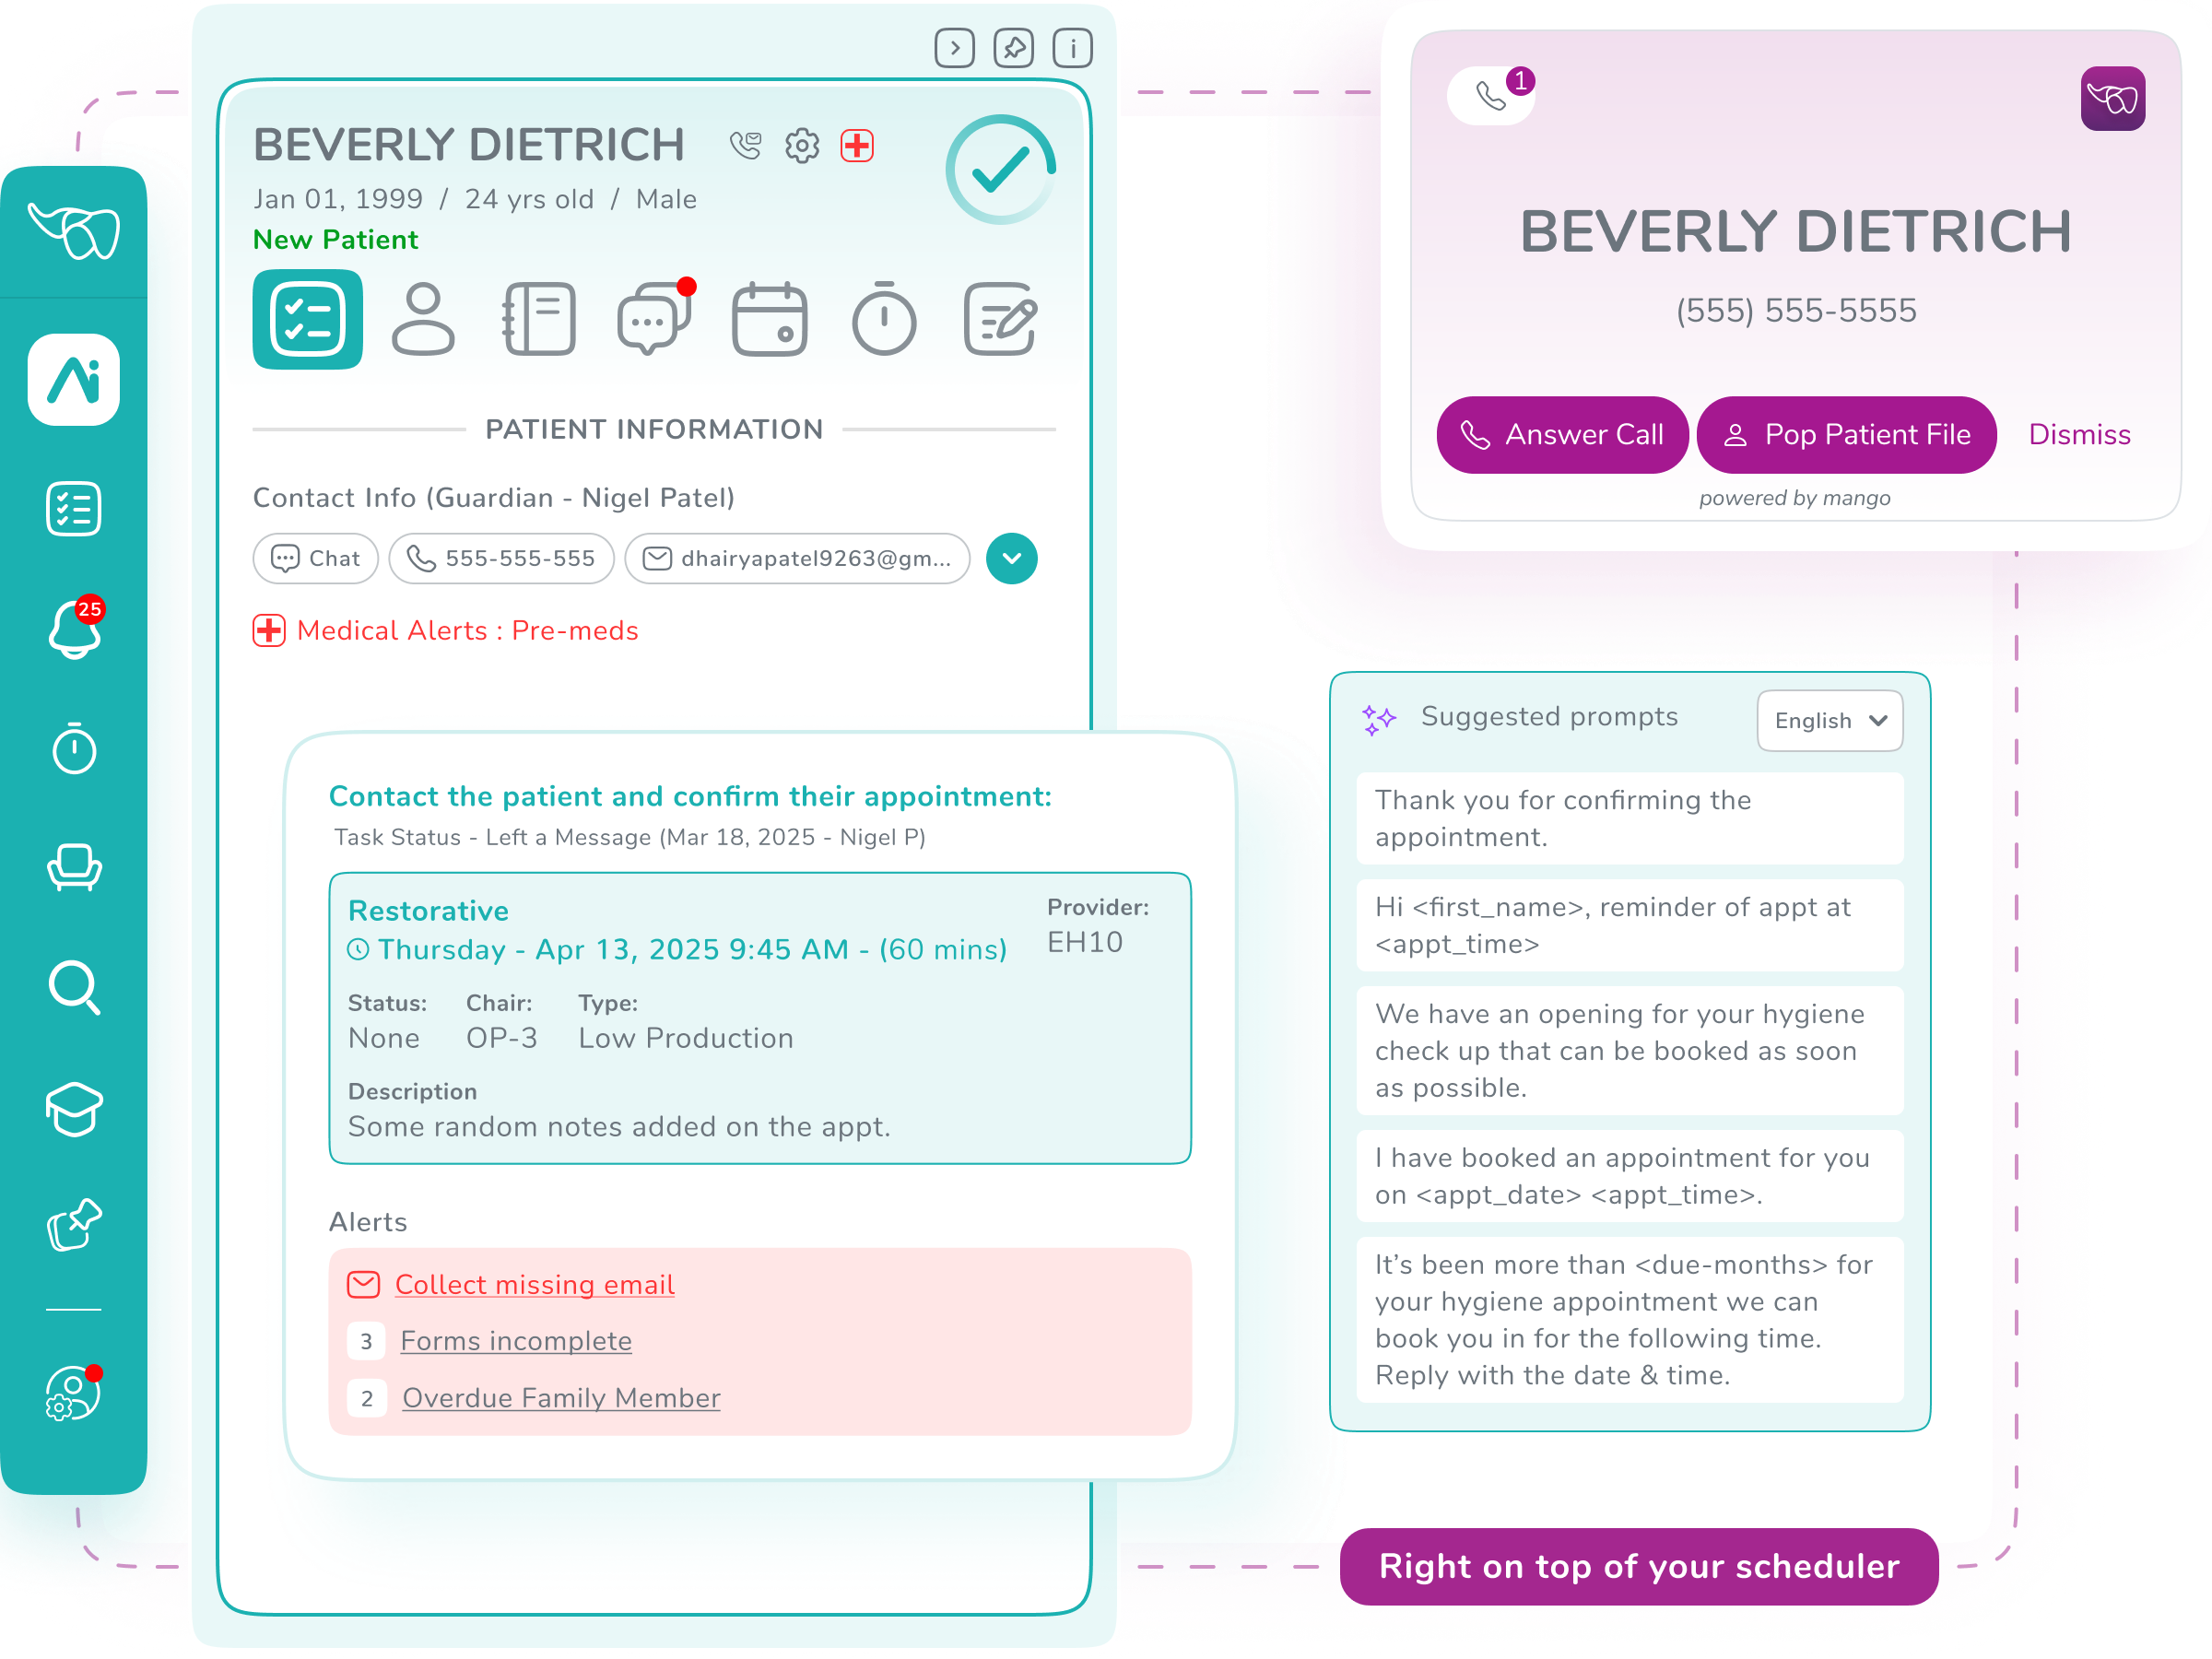 BEVERLY DIETRICH
Jan 01, 1999 / 24 yrs old / Male
New Patient
Ai
25
PATIENT INFORMATION
Contact Info (Guardian - Nigel Patel)
Chat
555-555-555
dhairyapatel9263@gm...
Medical Alerts : Pre-meds
Contact the patient and confirm their appointment:
Task Status - Left a Message (Mar 18, 2025 - Nigel P)
Restorative
Thursday - Apr 13, 2025 9:45 AM - (60 mins)
Provider:
EH10
Status: Chair: Type:
None OP-3 Low Production
Description
Some random notes added on the appt.
Alerts
Collect missing email
3 Forms incomplete
2 Overdue Family Member
1
BEVERLY DIETRICH
(555) 555-5555
Answer Call
Pop Patient File
Dismiss
powered by mango
Suggested prompts
English
Thank you for confirming the
appointment.
Hi <first_name>, reminder of appt at
<appt_time>
We have an opening for your hygiene
check up that can be booked as soon
as possible.
I have booked an appointment for you
on <appt_date> <appt_time>.
It’s been more than <due-months> for
your hygiene appointment we can
book you in for the following time.
Reply with the date & time.
Right on top of your scheduler